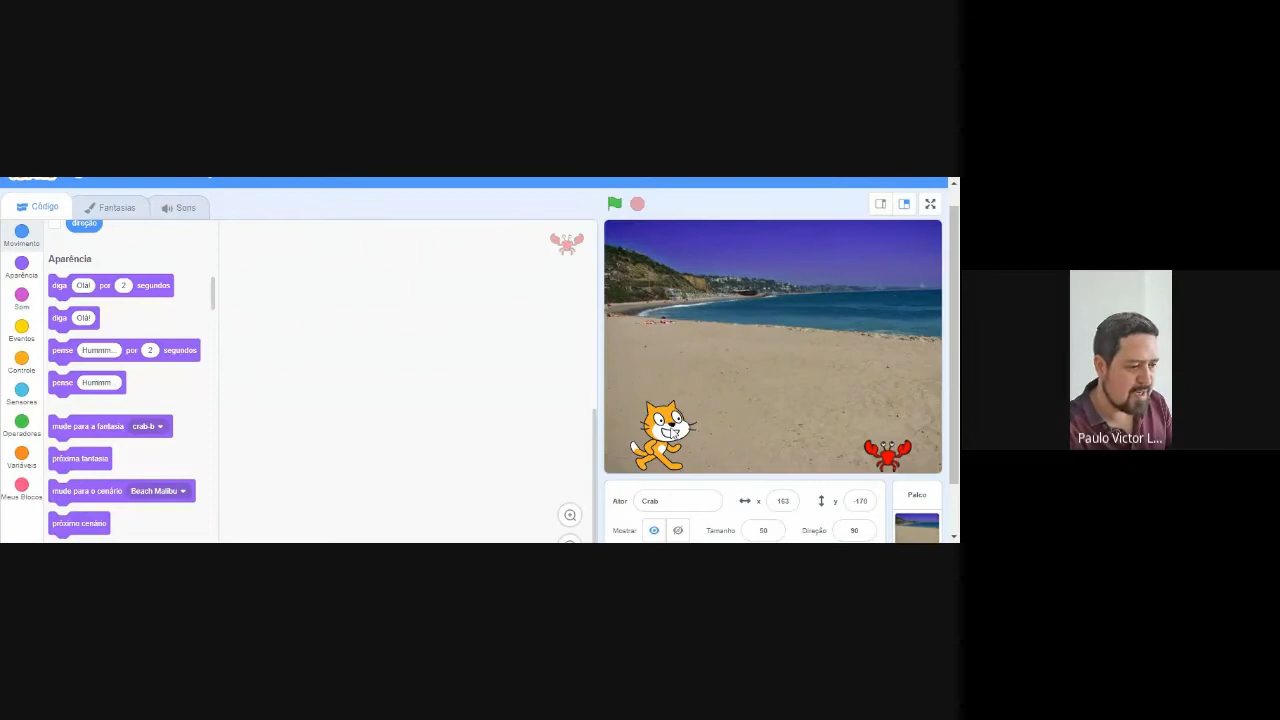 Código
Fantasias
Sons
direção
Movimento
Aparência
Som
Eventos
Controle
Sensores
Operadores
Variáveis
Meus Blocos
Aparência
diga Olá! por 2 segundos
diga Olá!
pense Hummm... por 2 segundos
pense Hummm...
mude para a fantasia crab-b
próxima fantasia
mude para o cenário Beach Malibu
próximo cenário
Ator Crab x 163 y -170
Mostrar Tamanho 50 Direção 90
Palco
Paulo Victor L...